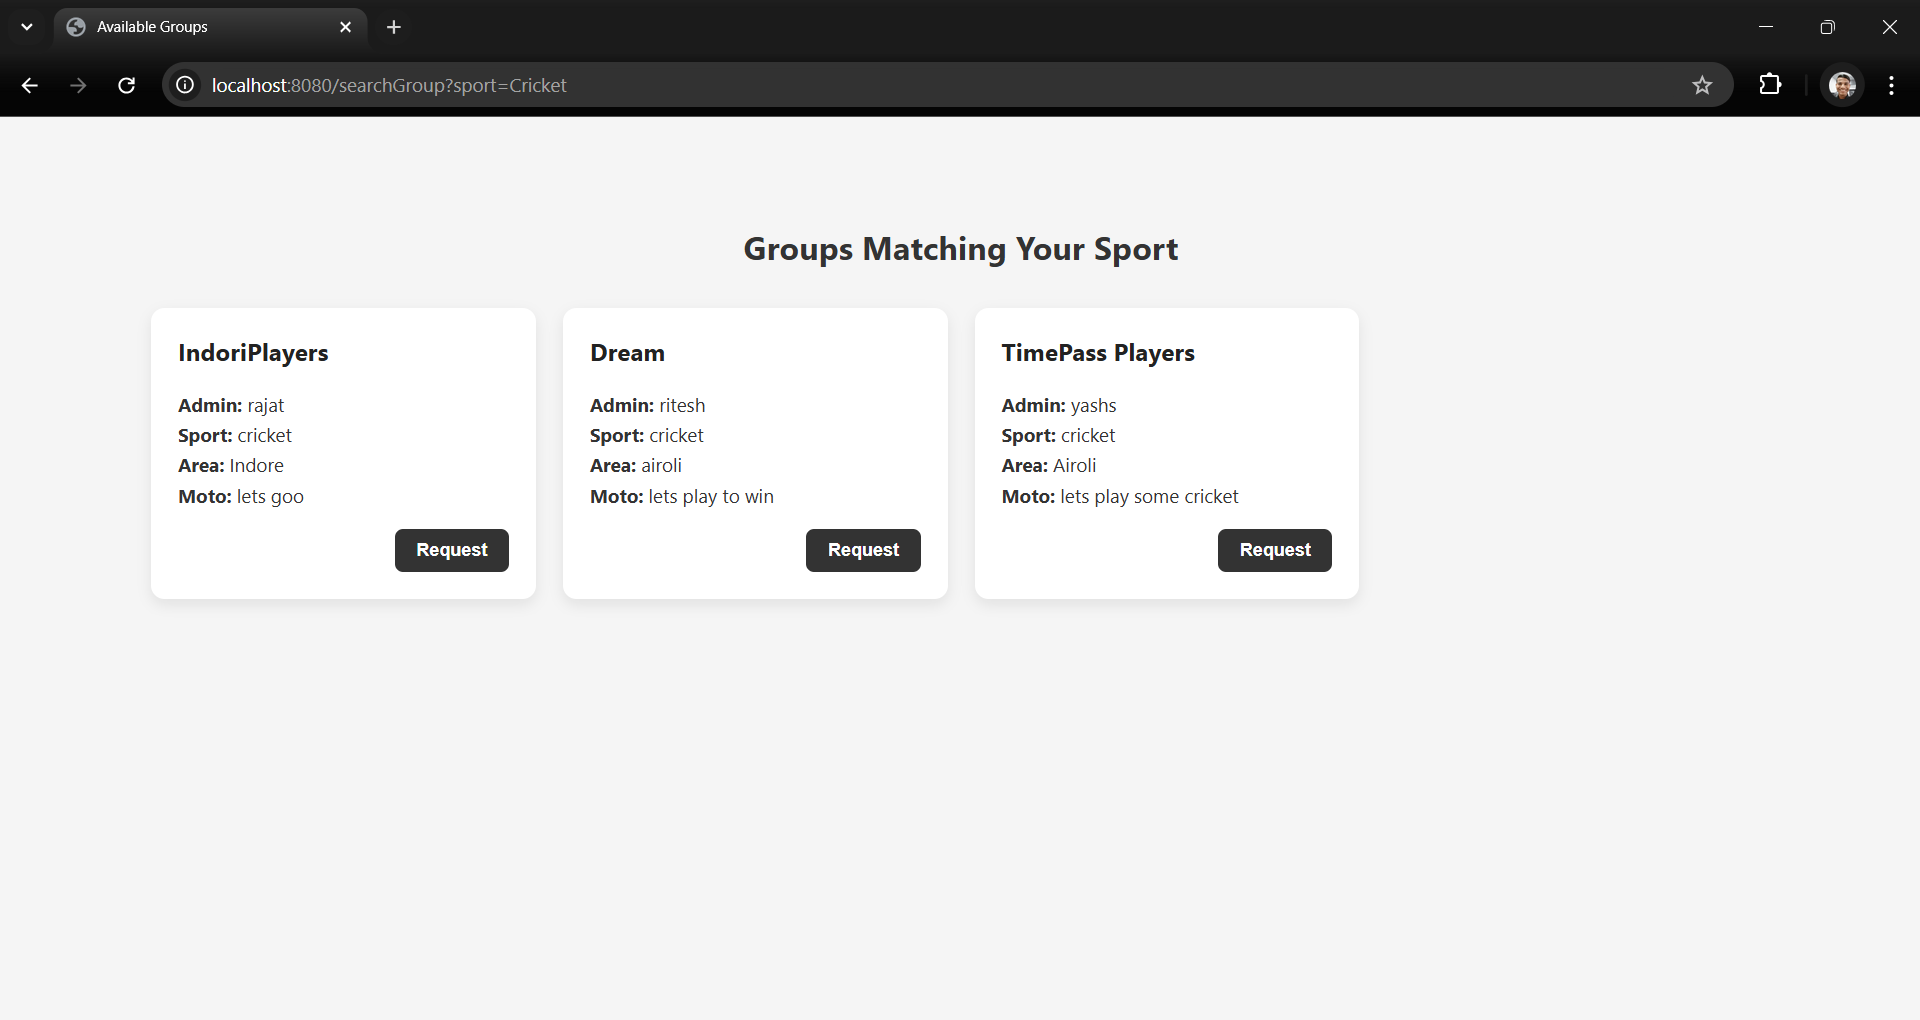 Available Groups
localhost:8080/searchGroup?sport=Cricket
Groups Matching Your Sport
IndoriPlayers
Admin: rajat
Sport: cricket
Area: Indore
Moto: lets goo
Request
Dream
Admin: ritesh
Sport: cricket
Area: airoli
Moto: lets play to win
Request
TimePass Players
Admin: yashs
Sport: cricket
Area: Airoli
Moto: lets play some cricket
Request